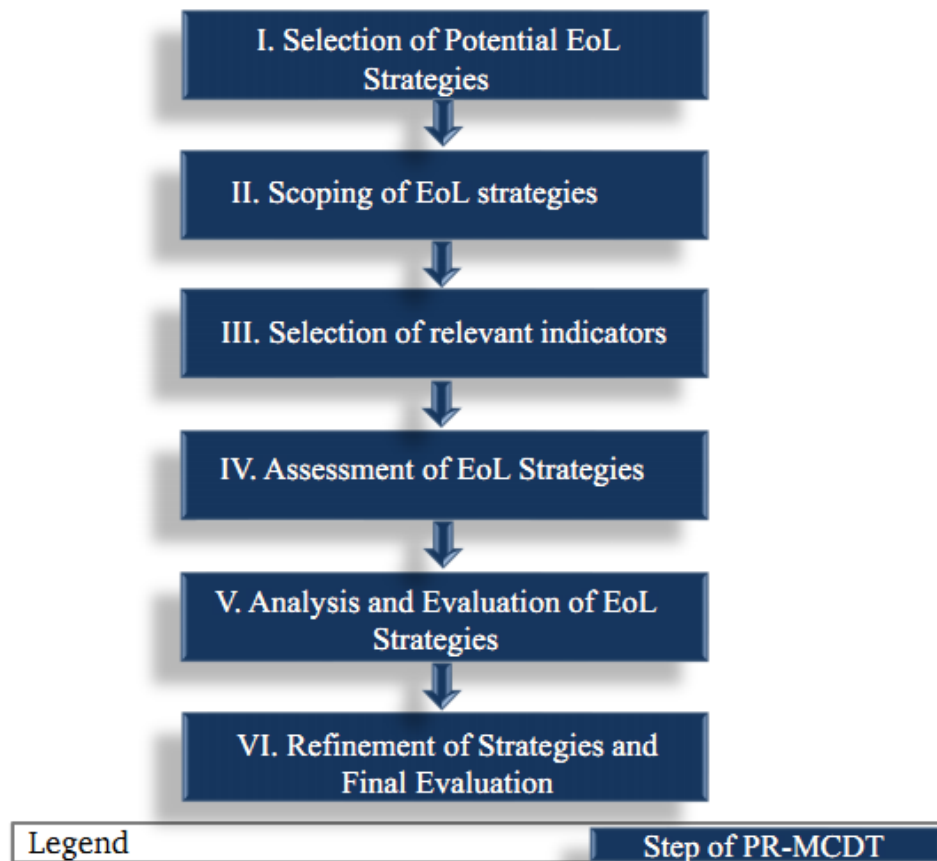 I. Selection of Potential EoL
Strategies
II. Scoping of EoL strategies
III. Selection of relevant indicators
IV. Assessment of EoL Strategies
V. Analysis and Evaluation of EoL
Strategies
VI. Refinement of Strategies and
Final Evaluation
Legend
Step of PR-MCDT